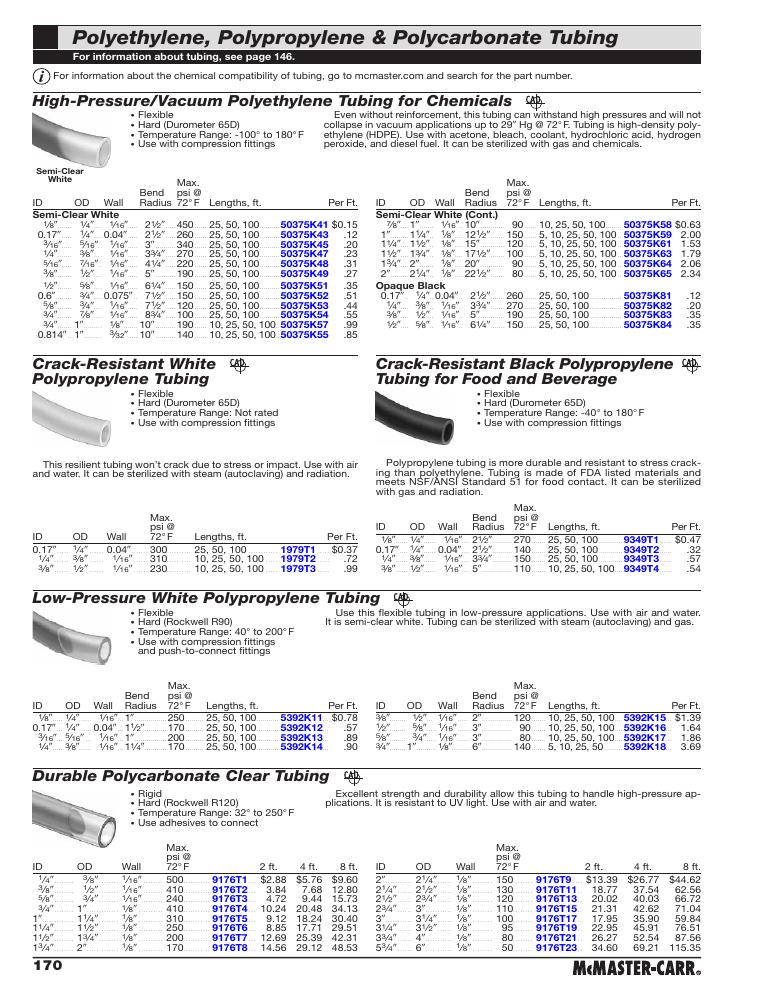 Polyethylene, Polypropylene & Polycarbonate Tubing
For information about tubing, see page 146.
i For information about the chemical compatibility of tubing, go to mcmaster.com and search for the part number.
High-Pressure/Vacuum Polyethylene Tubing for Chemicals CAD
• Flexible
• Hard (Durometer 65D)
• Temperature Range: -100° to 180° F
• Use with compression fittings
Even without reinforcement, this tubing can withstand high pressures and will not
collapse in vacuum applications up to 29" Hg @ 72° F. Tubing is high-density poly-
ethylene (HDPE). Use with acetone, bleach, coolant, hydrochloric acid, hydrogen
peroxide, and diesel fuel. It can be sterilized with gas and chemicals.
Semi-Clear
White
ID OD Wall Bend Radius Max. psi @ 72° F Lengths, ft. Per Ft.
Semi-Clear White
1/8" 1/4" 1/16" 2 1/2" 450 25, 50, 100 50375K41 $0.15
0.17" 1/4" 0.04" 2 1/2" 260 25, 50, 100 50375K43 .12
3/16" 5/16" 1/16" 3" 340 25, 50, 100 50375K45 .20
1/4" 3/8" 1/16" 3 3/4" 270 25, 50, 100 50375K47 .23
5/16" 7/16" 1/16" 4 1/4" 220 25, 50, 100 50375K48 .31
3/8" 1/2" 1/16" 5" 190 25, 50, 100 50375K49 .27
1/2" 5/8" 1/16" 6 1/4" 150 25, 50, 100 50375K51 .35
0.6" 3/4" 0.075" 7 1/2" 150 25, 50, 100 50375K52 .51
5/8" 3/4" 1/16" 7 1/2" 120 25, 50, 100 50375K53 .44
3/4" 7/8" 1/16" 8 3/4" 100 25, 50, 100 50375K54 .55
3/4" 1" 1/8" 10" 190 10, 25, 50, 100 50375K57 .99
0.814" 1" 3/32" 10" 140 10, 25, 50, 100 50375K55 .85
ID OD Wall Bend Radius Max. psi @ 72° F Lengths, ft. Per Ft.
Semi-Clear White (Cont.)
7/8" 1" 1/16" 10" 90 10, 25, 50, 100 50375K58 $0.63
1" 1 1/4" 1/8" 12 1/2" 150 5, 10, 25, 50, 100 50375K59 2.00
1 1/4" 1 1/2" 1/8" 15" 120 5, 10, 25, 50, 100 50375K61 1.53
1 1/2" 1 3/4" 1/8" 17 1/2" 100 5, 10, 25, 50, 100 50375K63 1.79
1 3/4" 2" 1/8" 20" 90 5, 10, 25, 50, 100 50375K64 2.06
2" 2 1/4" 1/8" 22 1/2" 80 5, 10, 25, 50, 100 50375K65 2.34
Opaque Black
0.17" 1/4" 0.04" 2 1/2" 260 25, 50, 100 50375K81 .12
1/4" 3/8" 1/16" 3 3/4" 270 25, 50, 100 50375K82 .20
3/8" 1/2" 1/16" 5" 190 25, 50, 100 50375K83 .35
1/2" 5/8" 1/16" 6 1/4" 150 25, 50, 100 50375K84 .35
Crack-Resistant White CAD
Polypropylene Tubing
• Flexible
• Hard (Durometer 65D)
• Temperature Range: Not rated
• Use with compression fittings
This resilient tubing won't crack due to stress or impact. Use with air
and water. It can be sterilized with steam (autoclaving) and radiation.
ID OD Wall Max. psi @ 72° F Lengths, ft. Per Ft.
0.17" 1/4" 0.04" 300 25, 50, 100 1979T1 $0.37
1/4" 3/8" 1/16" 310 10, 25, 50, 100 1979T2 .72
3/8" 1/2" 1/16" 230 10, 25, 50, 100 1979T3 .99
Crack-Resistant Black Polypropylene CAD
Tubing for Food and Beverage
• Flexible
• Hard (Durometer 65D)
• Temperature Range: -40° to 180° F
• Use with compression fittings
Polypropylene tubing is more durable and resistant to stress crack-
ing than polyethylene. Tubing is made of FDA listed materials and
meets NSF/ANSI Standard 51 for food contact. It can be sterilized
with gas and radiation.
ID OD Wall Bend Radius Max. psi @ 72° F Lengths, ft. Per Ft.
1/8" 1/4" 1/16" 2 1/2" 270 25, 50, 100 9349T1 $0.47
0.17" 1/4" 0.04" 2 1/2" 140 25, 50, 100 9349T2 .32
1/4" 3/8" 1/16" 3 3/4" 150 25, 50, 100 9349T3 .57
3/8" 1/2" 1/16" 5" 110 10, 25, 50, 100 9349T4 .54
Low-Pressure White Polypropylene Tubing CAD
• Flexible
• Hard (Rockwell R90)
• Temperature Range: 40° to 200° F
• Use with compression fittings
and push-to-connect fittings
Use this flexible tubing in low-pressure applications. Use with air and water.
It is semi-clear white. Tubing can be sterilized with steam (autoclaving) and gas.
ID OD Wall Bend Radius Max. psi @ 72° F Lengths, ft. Per Ft.
1/8" 1/4" 1/16" 1" 250 25, 50, 100 5392K11 $0.78
0.17" 1/4" 0.04" 1 1/2" 170 25, 50, 100 5392K12 .57
3/16" 5/16" 1/16" 1" 200 25, 50, 100 5392K13 .89
1/4" 3/8" 1/16" 1 1/4" 170 25, 50, 100 5392K14 .90
ID OD Wall Bend Radius Max. psi @ 72° F Lengths, ft. Per Ft.
3/8" 1/2" 1/16" 2" 120 10, 25, 50, 100 5392K15 $1.39
1/2" 5/8" 1/16" 3" 90 10, 25, 50, 100 5392K16 1.64
5/8" 3/4" 1/16" 3" 80 10, 25, 50, 100 5392K17 1.86
3/4" 1" 1/8" 6" 140 5, 10, 25, 50 5392K18 3.69
Durable Polycarbonate Clear Tubing CAD
• Rigid
• Hard (Rockwell R120)
• Temperature Range: 32° to 250° F
• Use adhesives to connect
Excellent strength and durability allow this tubing to handle high-pressure ap-
plications. It is resistant to UV light. Use with air and water.
ID OD Wall Max. psi @ 72° F 2 ft. 4 ft. 8 ft.
1/4" 3/8" 1/16" 500 9176T1 $2.88 $5.76 $9.60
3/8" 1/2" 1/16" 410 9176T2 3.84 7.68 12.80
5/8" 3/4" 1/16" 240 9176T3 4.72 9.44 15.73
3/4" 1" 1/8" 410 9176T4 10.24 20.48 34.13
1" 1 1/4" 1/8" 310 9176T5 9.12 18.24 30.40
1 1/4" 1 1/2" 1/8" 250 9176T6 8.85 17.71 29.51
1 1/2" 1 3/4" 1/8" 200 9176T7 12.69 25.39 42.31
1 3/4" 2" 1/8" 170 9176T8 14.56 29.12 48.53
ID OD Wall Max. psi @ 72° F 2 ft. 4 ft. 8 ft.
2" 2 1/4" 1/8" 150 9176T9 $13.39 $26.77 $44.62
2 1/4" 2 1/2" 1/8" 130 9176T11 18.77 37.54 62.56
2 1/2" 2 3/4" 1/8" 120 9176T13 20.02 40.03 66.72
2 3/4" 3" 1/8" 110 9176T15 21.31 42.62 71.04
3" 3 1/4" 1/8" 100 9176T17 17.95 35.90 59.84
3 1/4" 3 1/2" 1/8" 95 9176T19 22.95 45.91 76.51
3 3/4" 4" 1/8" 80 9176T21 26.27 52.54 87.56
5 3/4" 6" 1/8" 50 9176T23 34.60 69.21 115.35
170
McMASTER-CARR®